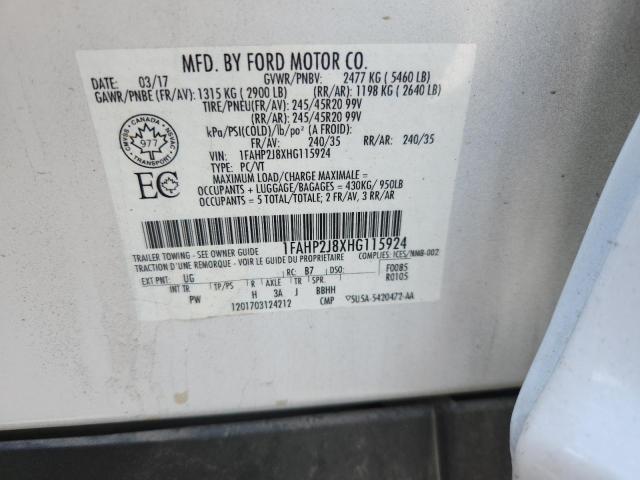 MFD. BY FORD MOTOR CO.
DATE: 03/17 GVWR/PNBV: 2477 KG ( 5460 LB)
GAWR/PNBE (FR/AV): 1315 KG ( 2900 LB) (RR/AR): 1198 KG ( 2640 LB)
TIRE/PNEU(FR/AV): 245/45R20 99V
(RR/AR): 245/45R20 99V
kPa/PSI(COLD)/lb/po² (A FROID):
FR/AV: 240/35 RR/AR: 240/35
VIN: 1FAHP2J8XHG115924
TYPE: PC/VT
MAXIMUM LOAD/CHARGE MAXIMALE =
OCCUPANTS + LUGGAGE/BAGAGES = 430KG/ 950LB
OCCUPANTS = 5 TOTAL/TOTALE; 2 FR/AV, 3 RR/AR
CANADA
977
EC
1FAHP2J8XHG115924
TRAILER TOWING - SEE OWNER GUIDE
TRACTION D'UNE REMORQUE - VOIR LE GUIDE DU PROPRIETAIRE COMPLIES: ICES/NMB-002
EXT PNT: UG RC: B7 DSO: F0085
INT TR TP/PS R AXLE TR SPR. R0105
PW H 3A J BBHH
1201703124212 CMP SUSA-5420472-AA